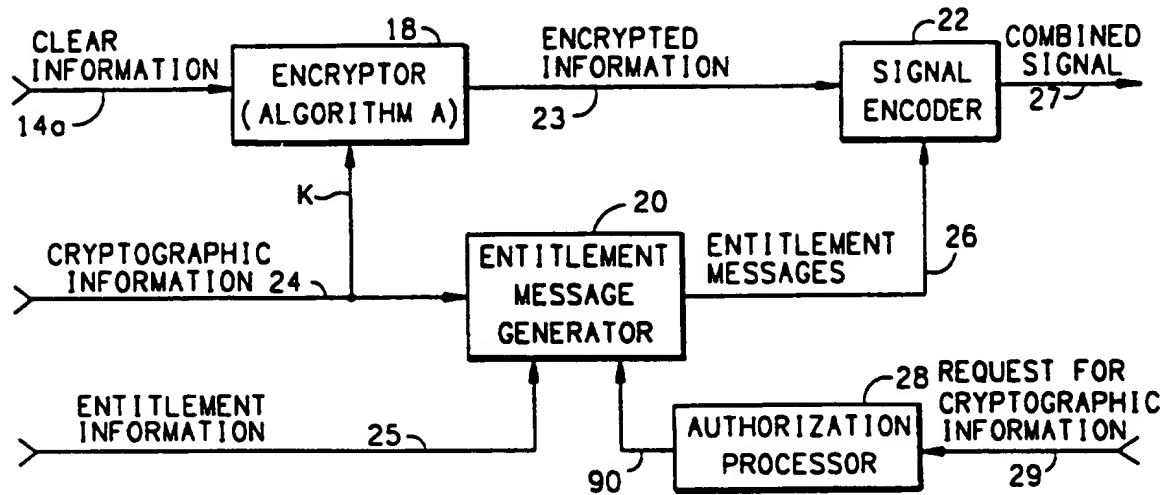 CLEAR
INFORMATION
14a
18
ENCRYPTOR
(ALGORITHM A)
ENCRYPTED
INFORMATION
23
22
SIGNAL
ENCODER
COMBINED
SIGNAL
27
K
CRYPTOGRAPHIC
INFORMATION 24
20
ENTITLEMENT
MESSAGE
GENERATOR
ENTITLEMENT
MESSAGES
26
ENTITLEMENT
INFORMATION
25
90
28
AUTHORIZATION
PROCESSOR
REQUEST FOR
CRYPTOGRAPHIC
INFORMATION
29